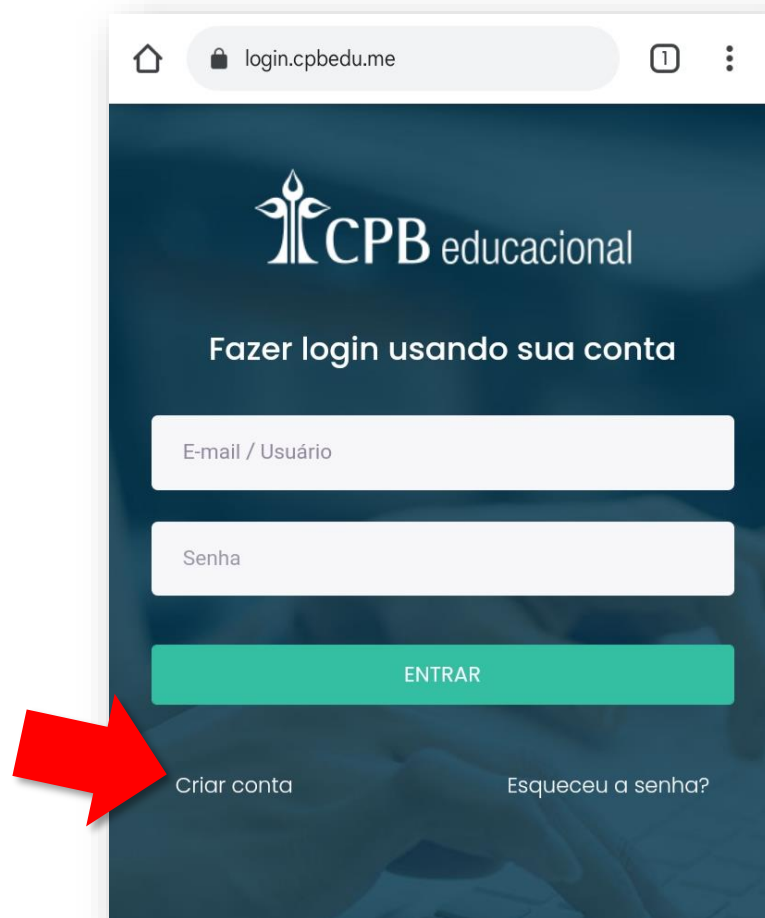 login.cpbedu.me
1
CPB educacional
Fazer login usando sua conta
E-mail / Usuário
Senha
ENTRAR
Criar conta
Esqueceu a senha?